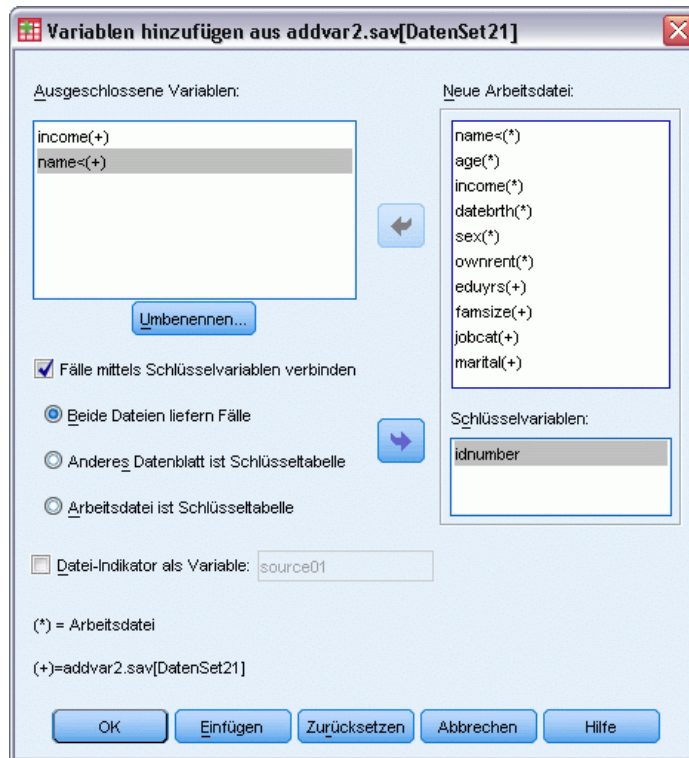 Variablen hinzufügen aus addvar2.sav[DatenSet21]
Ausgeschlossene Variablen:
income(+)
name<(+)
Umbenennen...
Neue Arbeitsdatei:
name<(*)
age(*)
income(*)
datebrth(*)
sex(*)
ownrent(*)
eduyrs(+)
famsize(+)
jobcat(+)
marital(+)
Fälle mittels Schlüsselvariablen verbinden
Beide Dateien liefern Fälle
Anderes Datenblatt ist Schlüsseltabelle
Arbeitsdatei ist Schlüsseltabelle
Schlüsselvariablen:
idnumber
Datei-Indikator als Variable: source01
(*) = Arbeitsdatei
(+)=addvar2.sav[DatenSet21]
OK Einfügen Zurücksetzen Abbrechen Hilfe